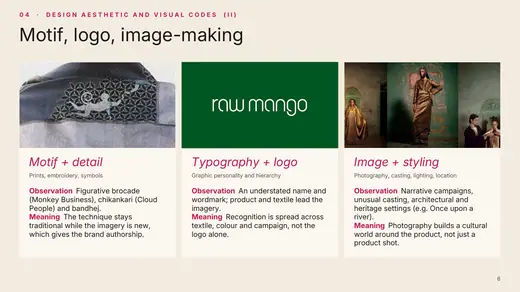 04 · DESIGN AESTHETIC AND VISUAL CODES (II)
Motif, logo, image-making
raw mango
Motif + detail
Prints, embroidery, symbols
Observation Figurative brocade
(Monkey Business), chikankari (Cloud
People) and bandhej.
Meaning The technique stays
traditional while the imagery is new,
which gives the brand authorship.
Typography + logo
Graphic personality and hierarchy
Observation An understated name and
wordmark; product and textile lead the
imagery.
Meaning Recognition is spread across
textile, colour and campaign, not the
logo alone.
Image + styling
Photography, casting, lighting, location
Observation Narrative campaigns,
unusual casting, architectural and
heritage settings (e.g. Once upon a
river).
Meaning Photography builds a cultural
world around the product, not just a
product shot.
6